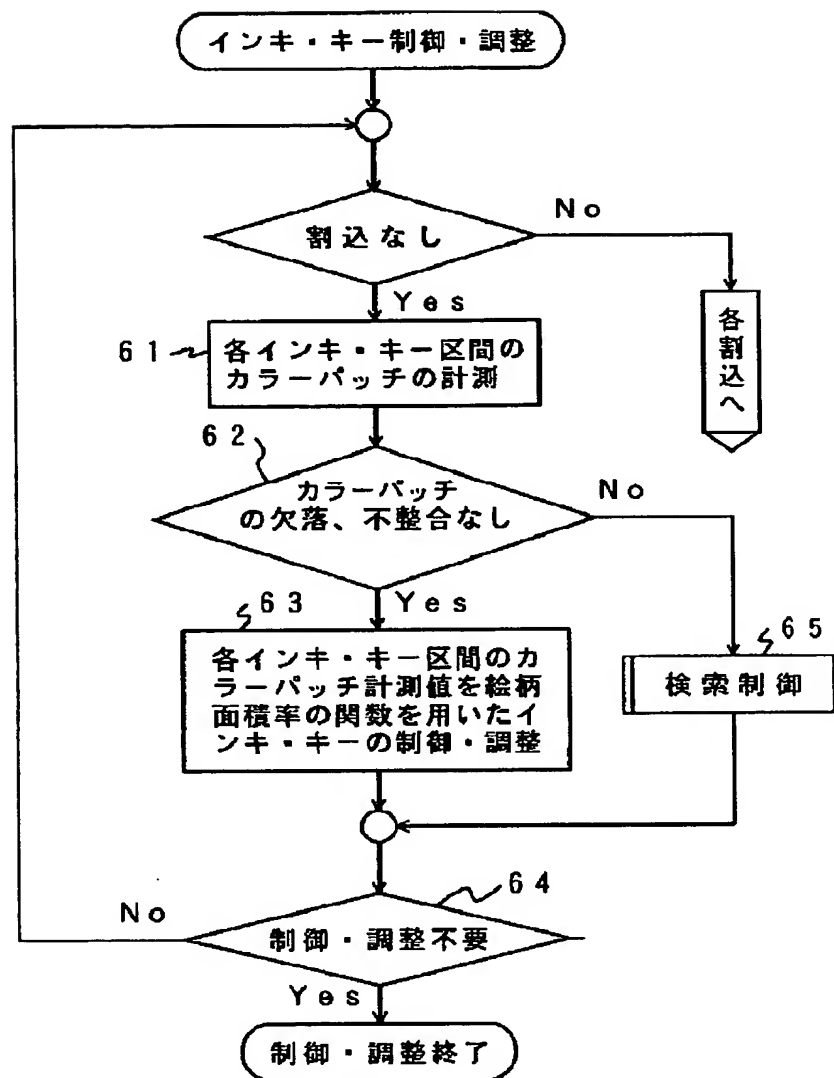 インキ・キー制御・調整
割込なし
No
Yes
各割込へ
61
各インキ・キー区間の
カラーパッチの計測
62
カラーパッチ
の欠落、不整合なし
No
Yes
63
各インキ・キー区間のカ
ラーパッチ計測値を絵柄
面積率の関数を用いたイ
ンキ・キーの制御・調整
65
検索制御
64
制御・調整不要
No
Yes
制御・調整終了